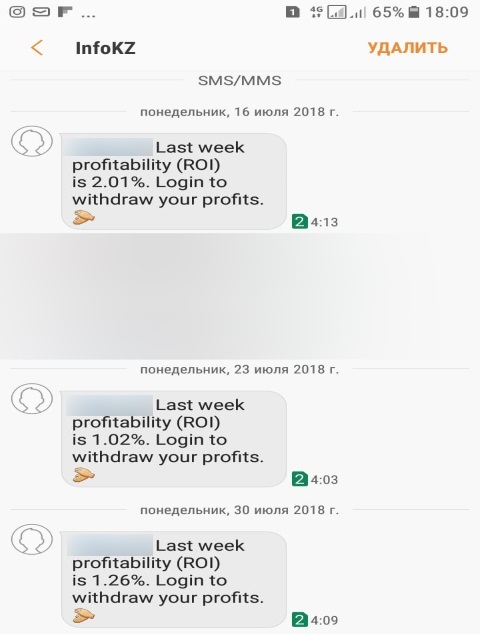 ... 1 4G 65% 18:09
InfoKZ УДАЛИТЬ
SMS/MMS
понедельник, 16 июля 2018 г.
Last week
profitability (ROI)
is 2.01%. Login to
withdraw your profits.
2 4:13
понедельник, 23 июля 2018 г.
Last week
profitability (ROI)
is 1.02%. Login to
withdraw your profits.
2 4:03
понедельник, 30 июля 2018 г.
Last week
profitability (ROI)
is 1.26%. Login to
withdraw your profits.
2 4:09